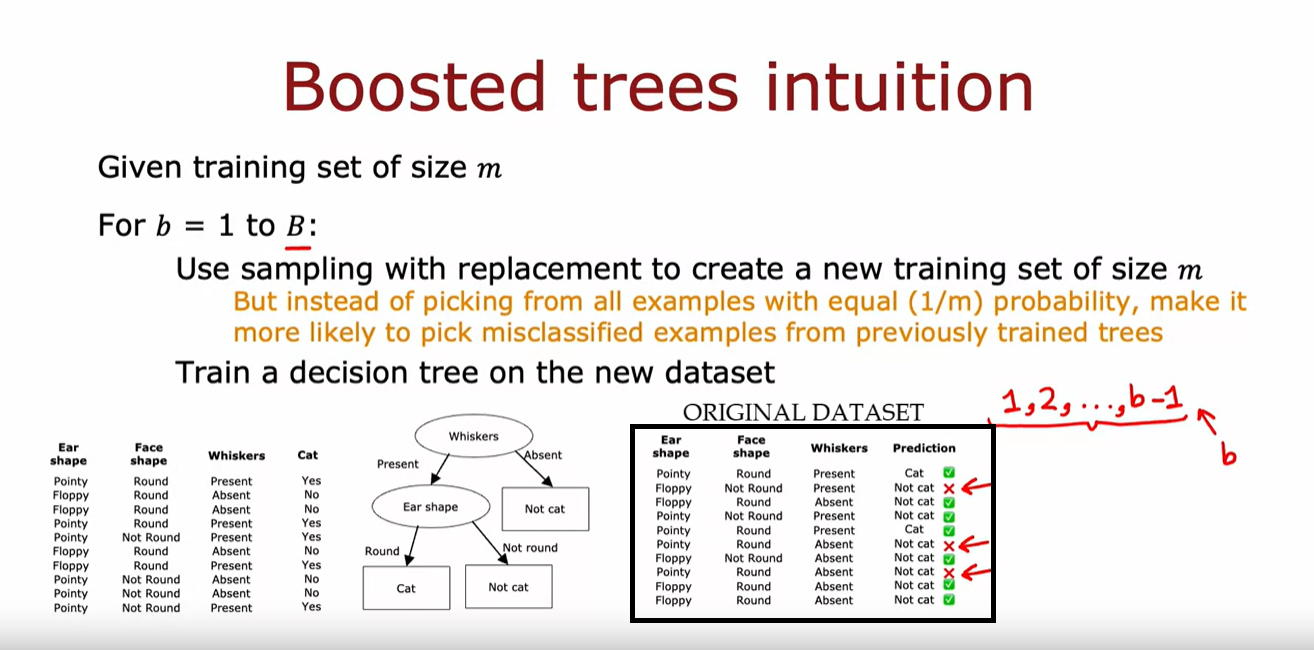 Boosted trees intuition
Given training set of size m
For b = 1 to B:
Use sampling with replacement to create a new training set of size m
But instead of picking from all examples with equal (1/m) probability, make it
more likely to pick misclassified examples from previously trained trees
Train a decision tree on the new dataset
1,2,...,b-1
b
Ear shape Face shape Whiskers Cat
Pointy Round Present Yes
Floppy Round Absent No
Floppy Round Absent No
Pointy Round Present Yes
Pointy Not Round Present Yes
Floppy Round Absent No
Floppy Round Present Yes
Pointy Not Round Absent No
Pointy Not Round Absent No
Pointy Not Round Present Yes
Whiskers
Present
Absent
Ear shape
Not cat
Round
Not round
Cat
Not cat
ORIGINAL DATASET
Ear shape Face shape Whiskers Prediction
Pointy Round Present Cat ✅
Floppy Not Round Present Not cat ❌
Floppy Round Absent Not cat ✅
Pointy Not Round Present Not cat ✅
Pointy Round Present Cat ✅
Pointy Round Absent Not cat ❌
Floppy Not Round Absent Not cat ✅
Pointy Round Absent Not cat ❌
Floppy Round Absent Not cat ✅
Floppy Round Absent Not cat ✅